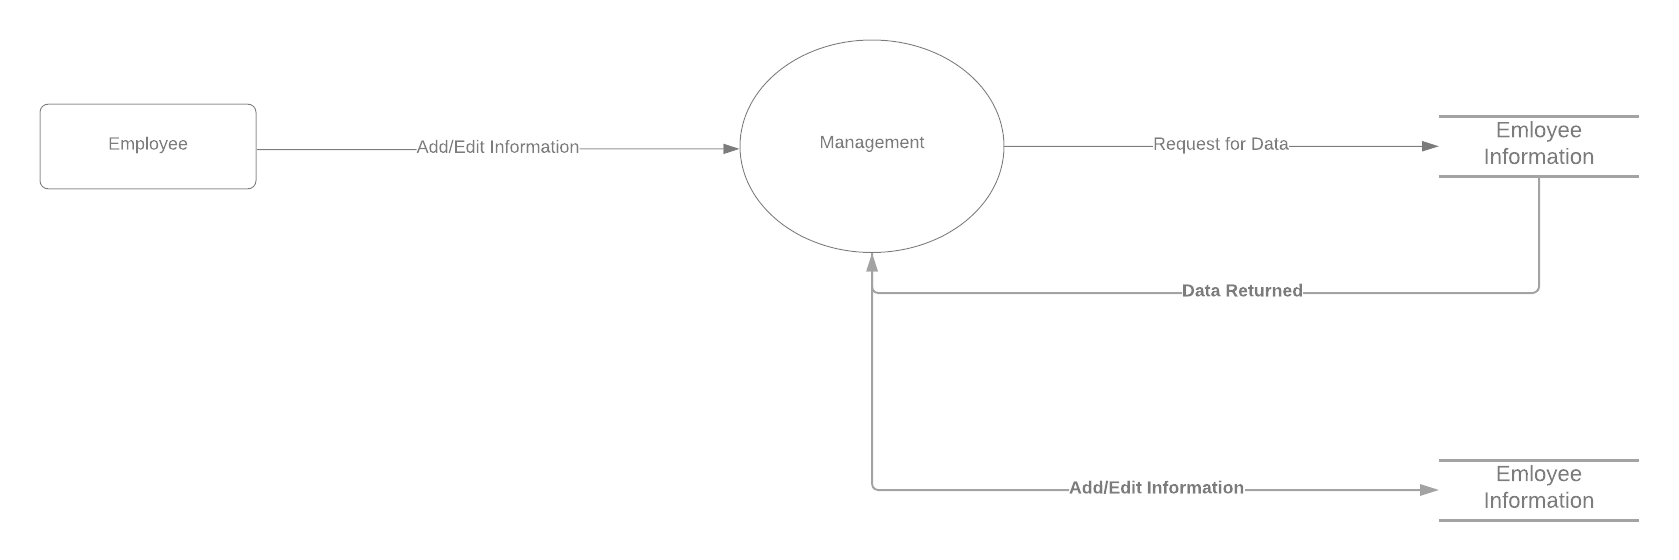 Employee
Add/Edit Information
Management
Request for Data
Emloyee
Information
Data Returned
Add/Edit Information
Emloyee
Information